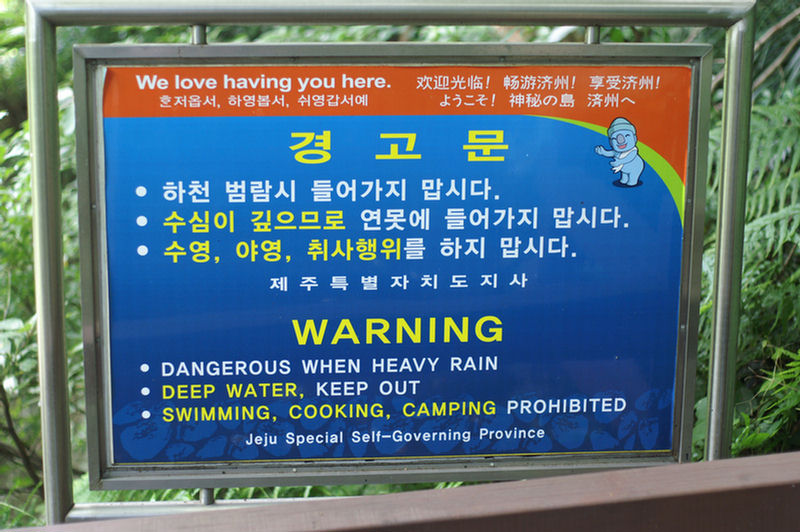 We love having you here. 欢迎光临! 畅游济州! 享受济州!
혼저옵서, 하영봅서, 쉬영갑서예 ようこそ! 神秘の島 済州へ
경고문
• 하천 범람시 들어가지 맙시다.
• 수심이 깊으므로 연못에 들어가지 맙시다.
• 수영, 야영, 취사행위를 하지 맙시다.
제주특별자치도지사
WARNING
• DANGEROUS WHEN HEAVY RAIN
• DEEP WATER, KEEP OUT
• SWIMMING, COOKING, CAMPING PROHIBITED
Jeju Special Self-Governing Province